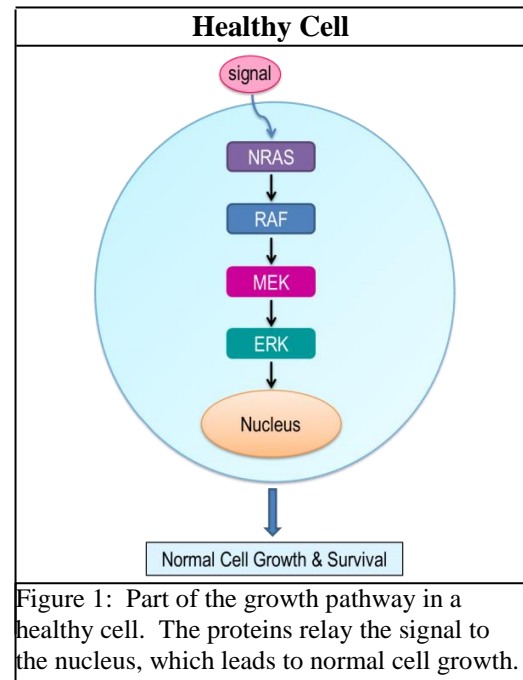 Healthy Cell
signal
NRAS
RAF
MEK
ERK
Nucleus
Normal Cell Growth & Survival
Figure 1:  Part of the growth pathway in a
healthy cell.  The proteins relay the signal to
the nucleus, which leads to normal cell growth.